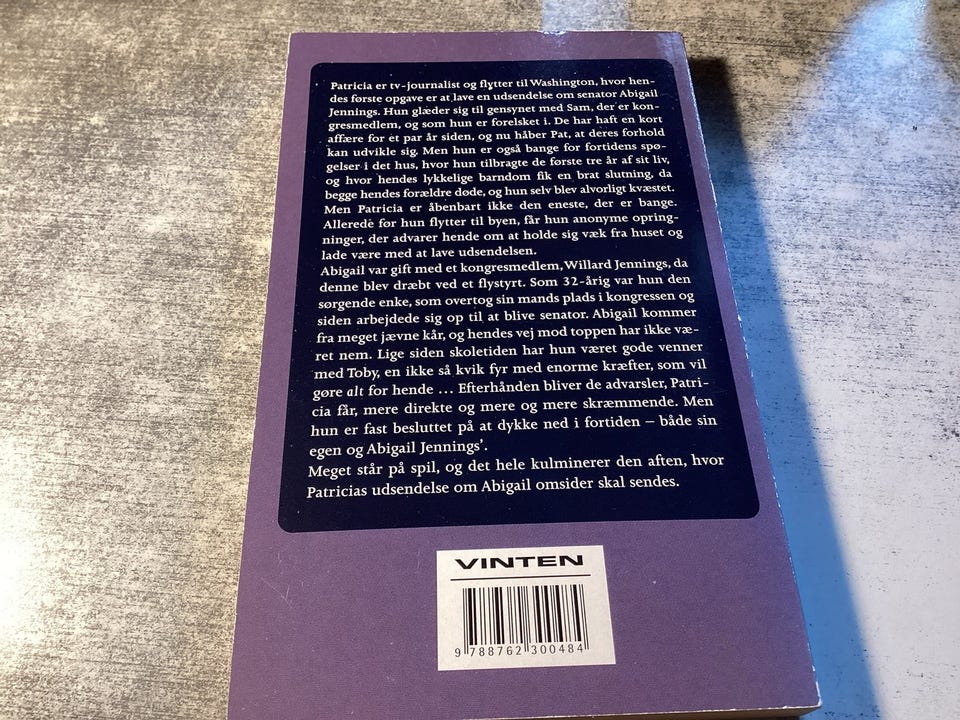 Patricia er tv-journalist og flytter til Washington, hvor hen-
des første opgave er at lave en udsendelse om senator Abigail
Jennings. Hun glæder sig til gensynet med Sam, der er kon-
gresmedlem, og som hun er forelsket i. De har haft en kort
affære for et par år siden, og nu håber Pat, at deres forhold
kan udvikle sig. Men hun er også bange for fortidens spø-
gelser i det hus, hvor hun tilbragte de første tre år af sit liv,
og hvor hendes lykkelige barndom fik en brat slutning, da
begge hendes forældre døde, og hun selv blev alvorligt kvæstet.
Men Patricia er åbenbart ikke den eneste, der er bange.
Allerede før hun flytter til byen, får hun anonyme opring-
ninger, der advarer hende om at holde sig væk fra huset og
lade være med at lave udsendelsen.
Abigail var gift med et kongresmedlem, Willard Jennings, da
denne blev dræbt ved et flystyrt. Som 32-årig var hun den
sørgende enke, som overtog sin mands plads i kongressen og
siden arbejdede sig op til at blive senator. Abigail kommer
fra meget jævne kår, og hendes vej mod toppen har ikke væ-
ret nem. Lige siden skoletiden har hun været gode venner
med Toby, en ikke så kvik fyr med enorme kræfter, som vil
gøre alt for hende ... Efterhånden bliver de advarsler, Patri-
cia får, mere direkte og mere og mere skræmmende. Men
hun er fast besluttet på at dykke ned i fortiden – både sin
egen og Abigail Jennings'.
Meget står på spil, og det hele kulminerer den aften, hvor
Patricias udsendelse om Abigail omsider skal sendes.
VINTEN
9 788762 300484